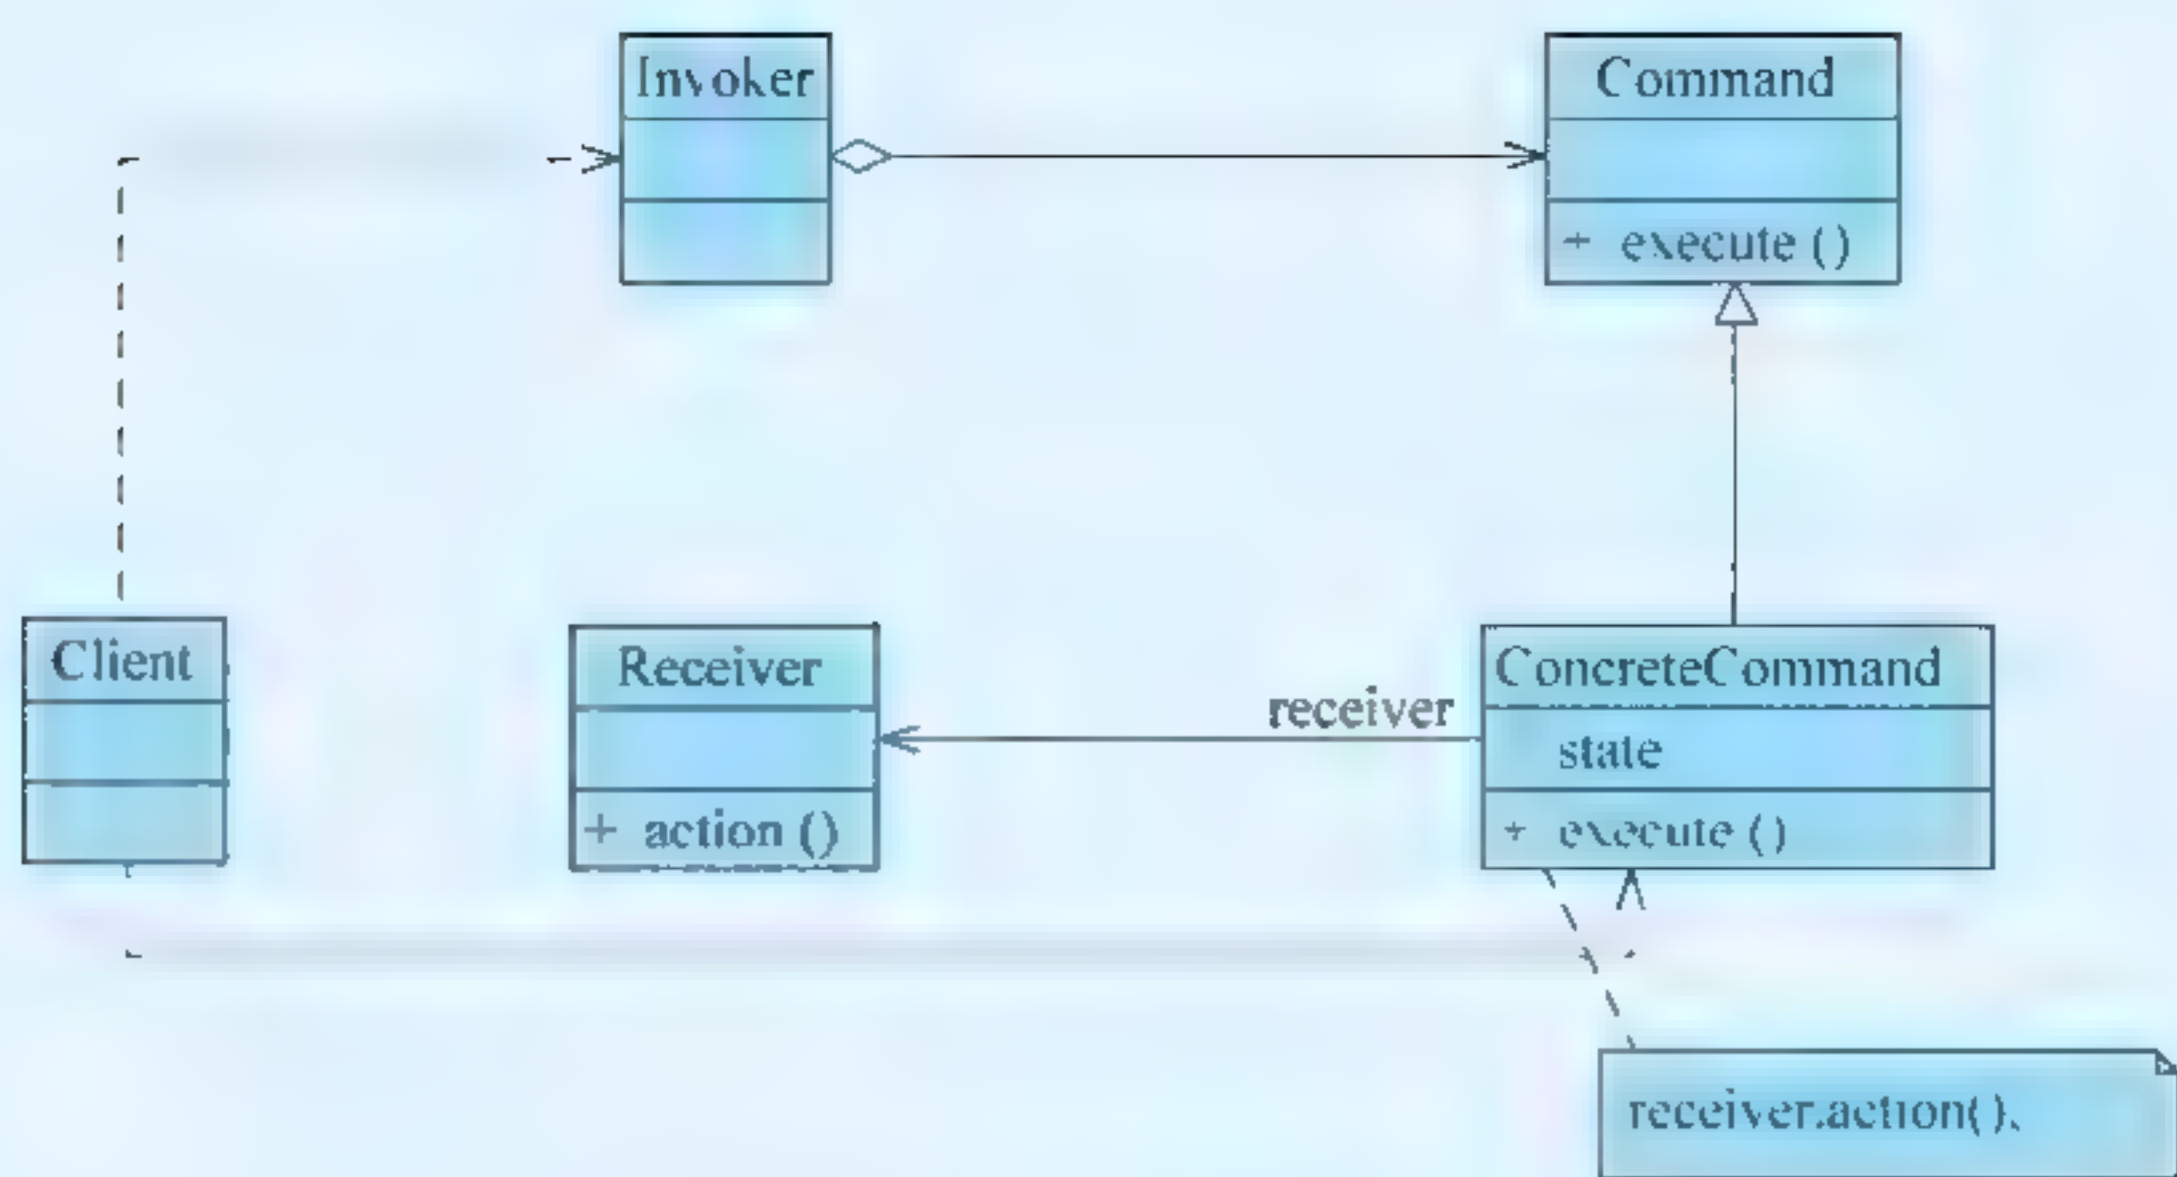 Invoker
Command
+ execute ()
Client
Receiver
+ action ()
receiver
ConcreteCommand
state
+ execute ()
receiver.action();